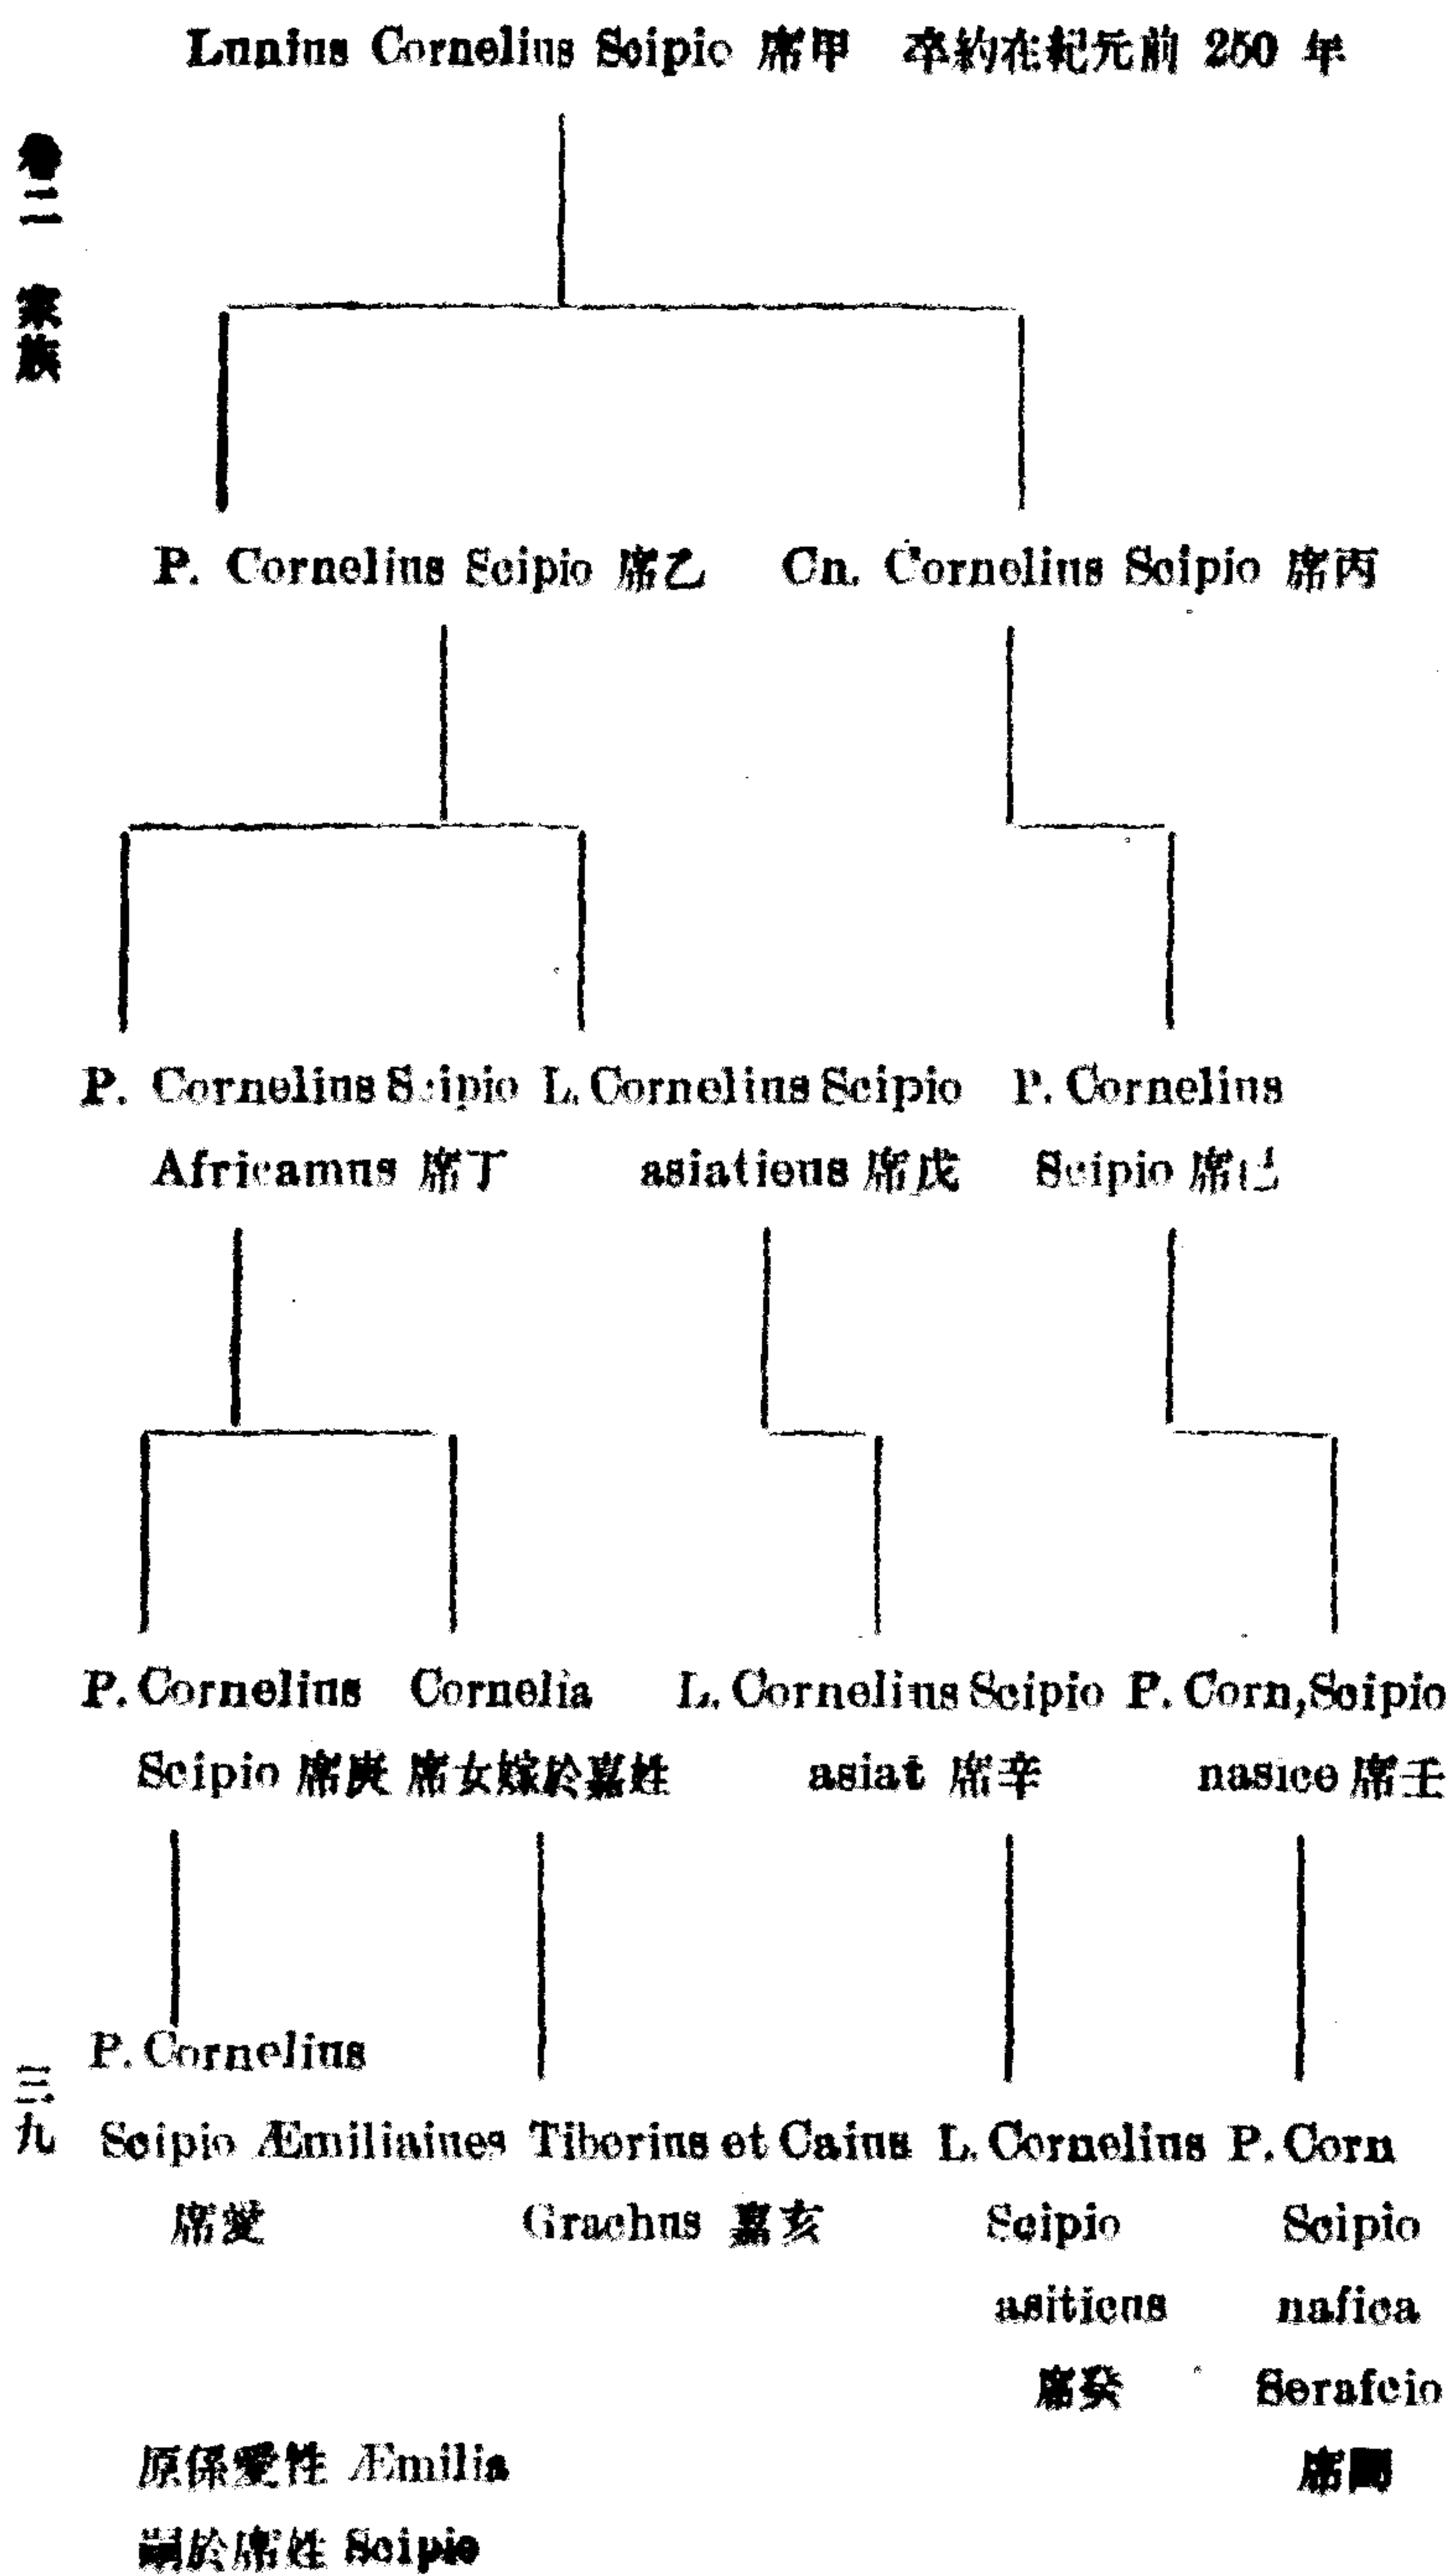 Lunius Cornelius Scipio 席甲 卒約在紀元前 250 年
卷二 家族
P. Cornelius Scipio 席乙 Cn. Cornelius Scipio 席丙
P. Cornelius Scipio L. Cornelius Scipio P. Cornelius
Africamus 席丁 asiatieus 席戊 Scipio 席已
P. Cornelius Cornelia L. Cornelius Scipio P. Corn, Scipio
Scipio 席庚 席女嫁於嘉姓 asiat 席辛 nasice 席壬
P. Cornelius
三九
Scipio Æmiliaines Tiberius et Caius L. Cornelius P. Corn
席愛 Grachus 嘉亥 Scipio Scipio
asiticus nafica
席癸 Serafcio
原係愛性 Æmilia 席
嗣於席姓 Scipio